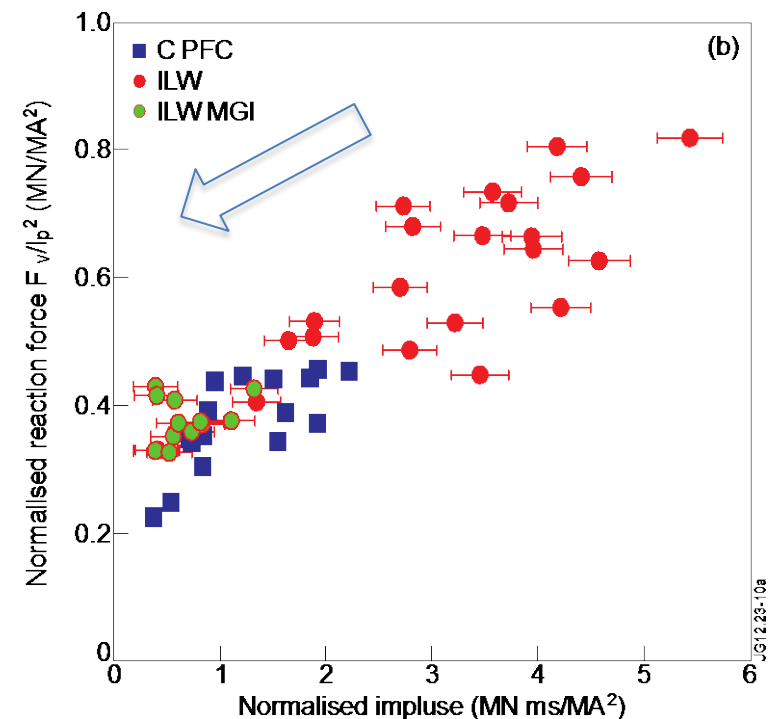 (b)
C PFC
ILW
ILW MGI
Normalised reaction force F v/Ip² (MN/MA²)
1.0
0.8
0.6
0.4
0.2
0
0 1 2 3 4 5 6
Normalised impluse (MN ms/MA²)
JG12.23-10a